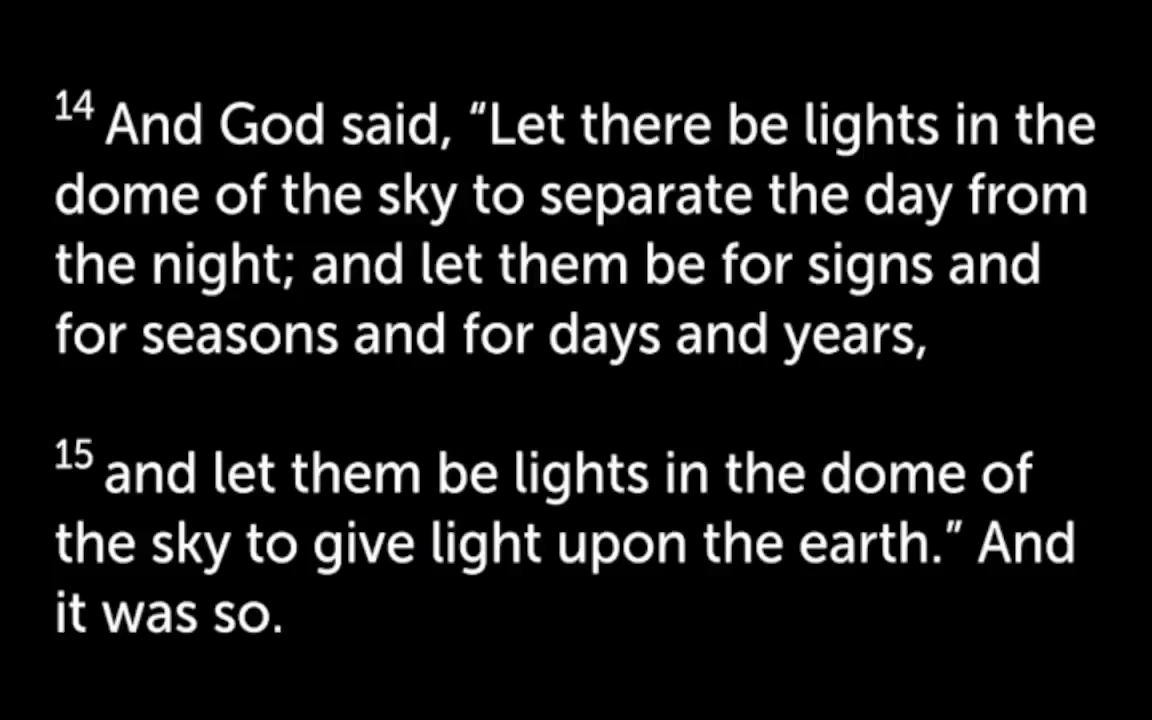 14 And God said, “Let there be lights in the
dome of the sky to separate the day from
the night; and let them be for signs and
for seasons and for days and years,
15 and let them be lights in the dome of
the sky to give light upon the earth.” And
it was so.